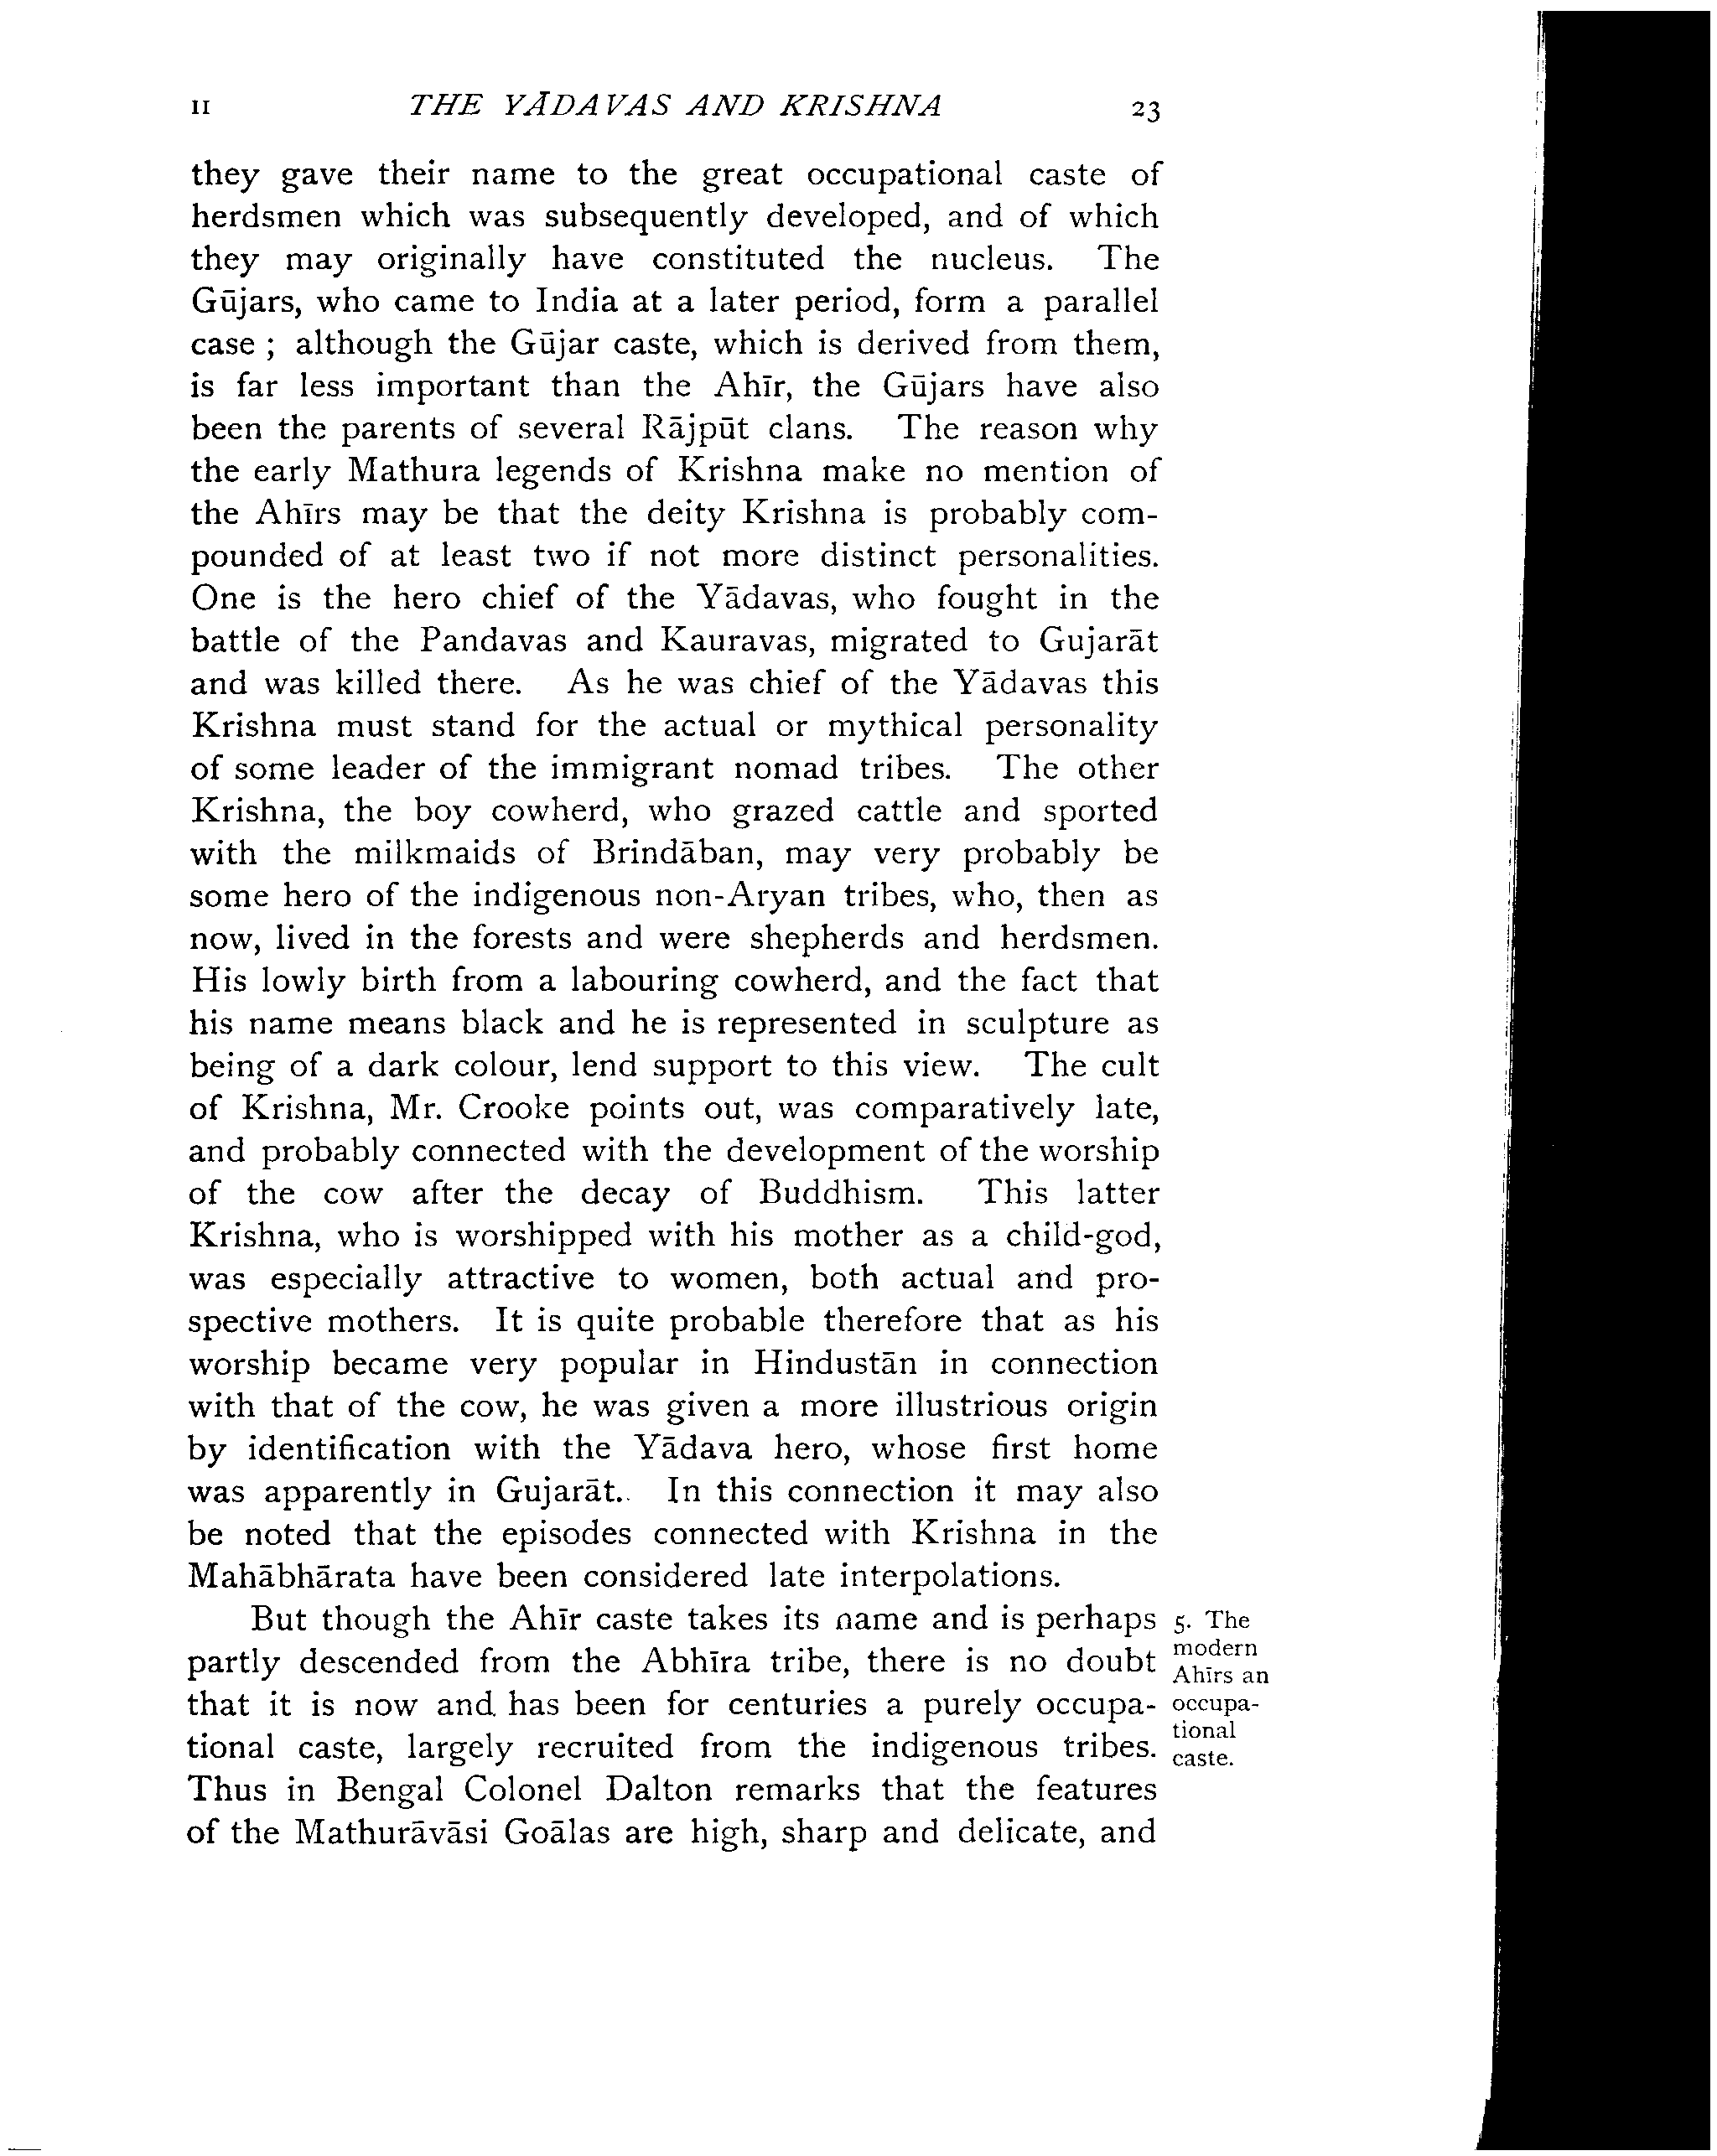 II THE YĀDAVAS AND KRISHNA 23
they gave their name to the great occupational caste of
herdsmen which was subsequently developed, and of which
they may originally have constituted the nucleus. The
Gūjars, who came to India at a later period, form a parallel
case ; although the Gūjar caste, which is derived from them,
is far less important than the Ahīr, the Gūjars have also
been the parents of several Rājpūt clans. The reason why
the early Mathura legends of Krishna make no mention of
the Ahīrs may be that the deity Krishna is probably com-
pounded of at least two if not more distinct personalities.
One is the hero chief of the Yādavas, who fought in the
battle of the Pandavas and Kauravas, migrated to Gujarāt
and was killed there. As he was chief of the Yādavas this
Krishna must stand for the actual or mythical personality
of some leader of the immigrant nomad tribes. The other
Krishna, the boy cowherd, who grazed cattle and sported
with the milkmaids of Brindāban, may very probably be
some hero of the indigenous non-Aryan tribes, who, then as
now, lived in the forests and were shepherds and herdsmen.
His lowly birth from a labouring cowherd, and the fact that
his name means black and he is represented in sculpture as
being of a dark colour, lend support to this view. The cult
of Krishna, Mr. Crooke points out, was comparatively late,
and probably connected with the development of the worship
of the cow after the decay of Buddhism. This latter
Krishna, who is worshipped with his mother as a child-god,
was especially attractive to women, both actual and pro-
spective mothers. It is quite probable therefore that as his
worship became very popular in Hindustān in connection
with that of the cow, he was given a more illustrious origin
by identification with the Yādava hero, whose first home
was apparently in Gujarāt. In this connection it may also
be noted that the episodes connected with Krishna in the
Mahābhārata have been considered late interpolations.
But though the Ahīr caste takes its name and is perhaps
partly descended from the Abhīra tribe, there is no doubt
that it is now and has been for centuries a purely occupa-
tional caste, largely recruited from the indigenous tribes.
Thus in Bengal Colonel Dalton remarks that the features
of the Mathurāvāsi Goālas are high, sharp and delicate, and
5. The
modern
Ahīrs an
occupa-
tional
caste.